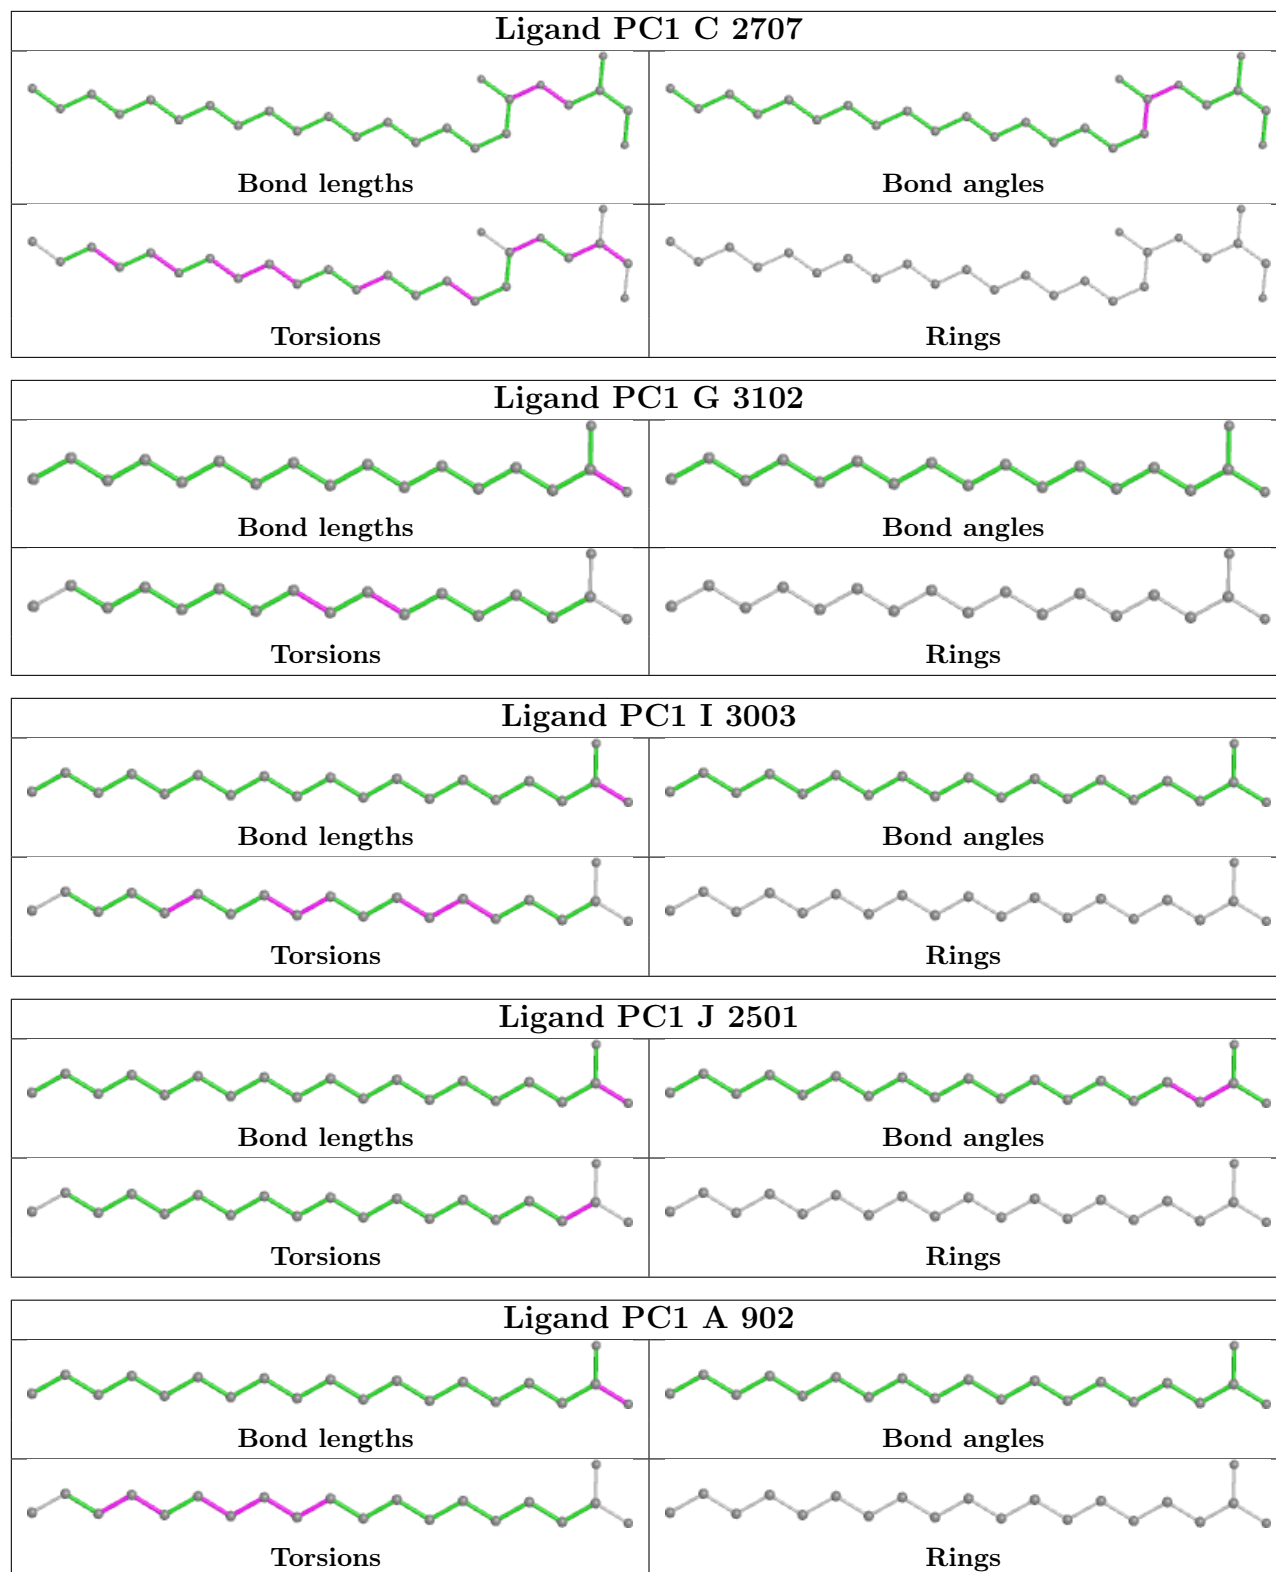 Ligand PC1 C 2707
Bond lengths
Bond angles
Torsions
Rings
Ligand PC1 G 3102
Bond lengths
Bond angles
Torsions
Rings
Ligand PC1 I 3003
Bond lengths
Bond angles
Torsions
Rings
Ligand PC1 J 2501
Bond lengths
Bond angles
Torsions
Rings
Ligand PC1 A 902
Bond lengths
Bond angles
Torsions
Rings